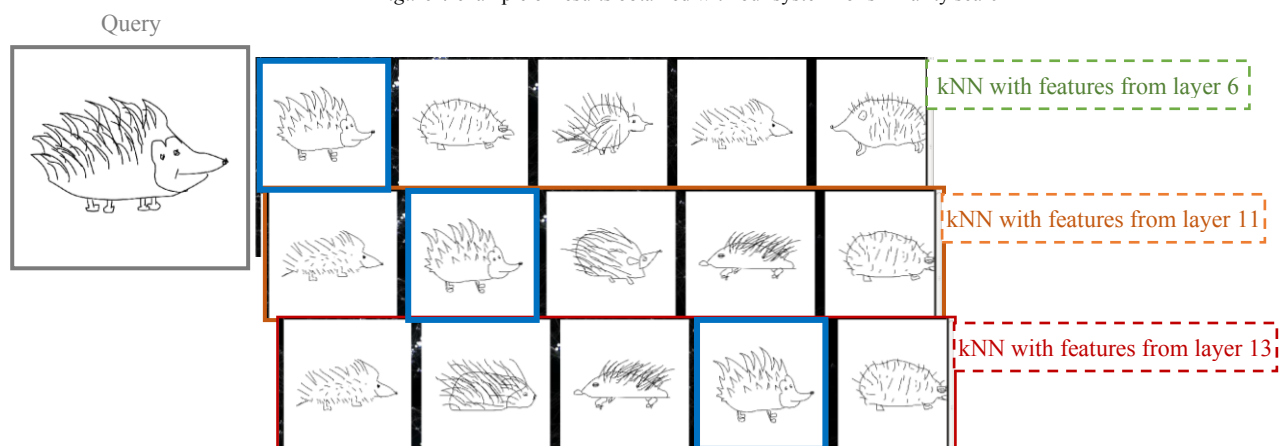 Query
kNN with features from layer 6
kNN with features from layer 11
kNN with features from layer 13